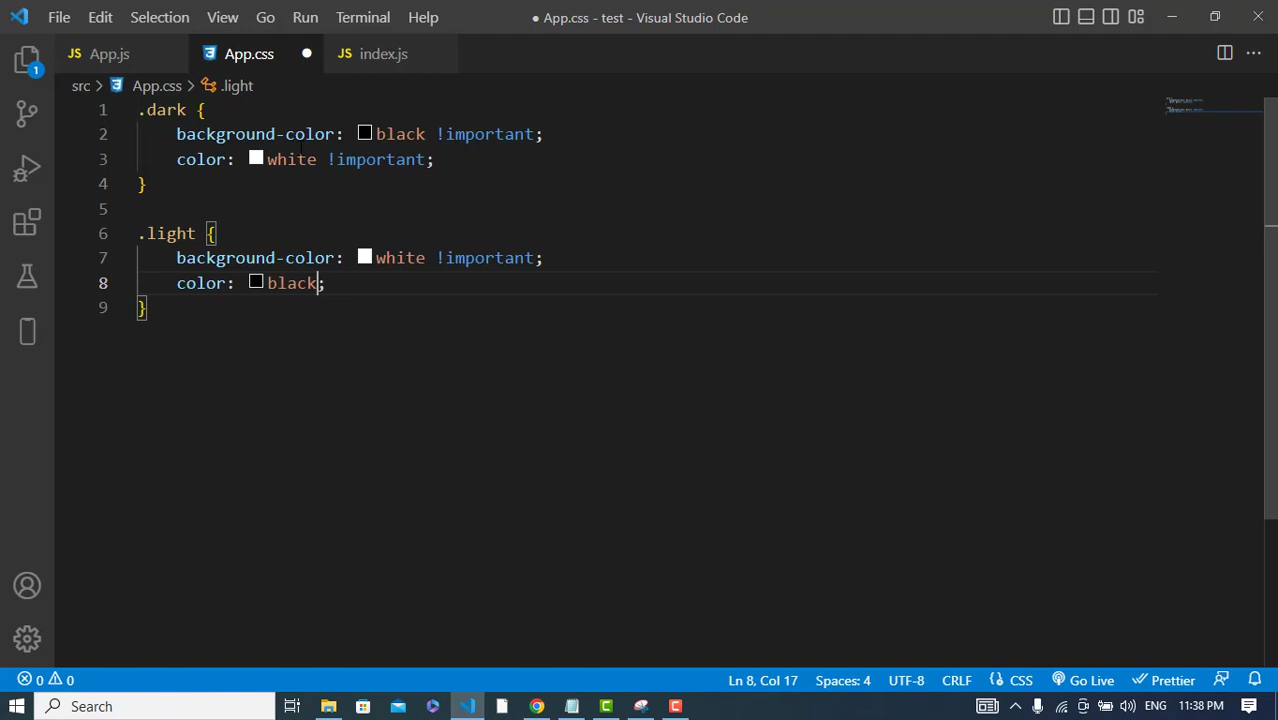 File Edit Selection View Go Run Terminal Help ● App.css - test - Visual Studio Code
JS App.js App.css ● JS index.js
src > App.css > .light
1 .dark {
2 background-color: black !important;
3 color: white !important;
4 }
5
6 .light {
7 background-color: white !important;
8 color: black;
9 }
1
0 0 Ln 8, Col 17 Spaces: 4 UTF-8 CRLF {} CSS Go Live Prettier
Search ENG 11:38 PM